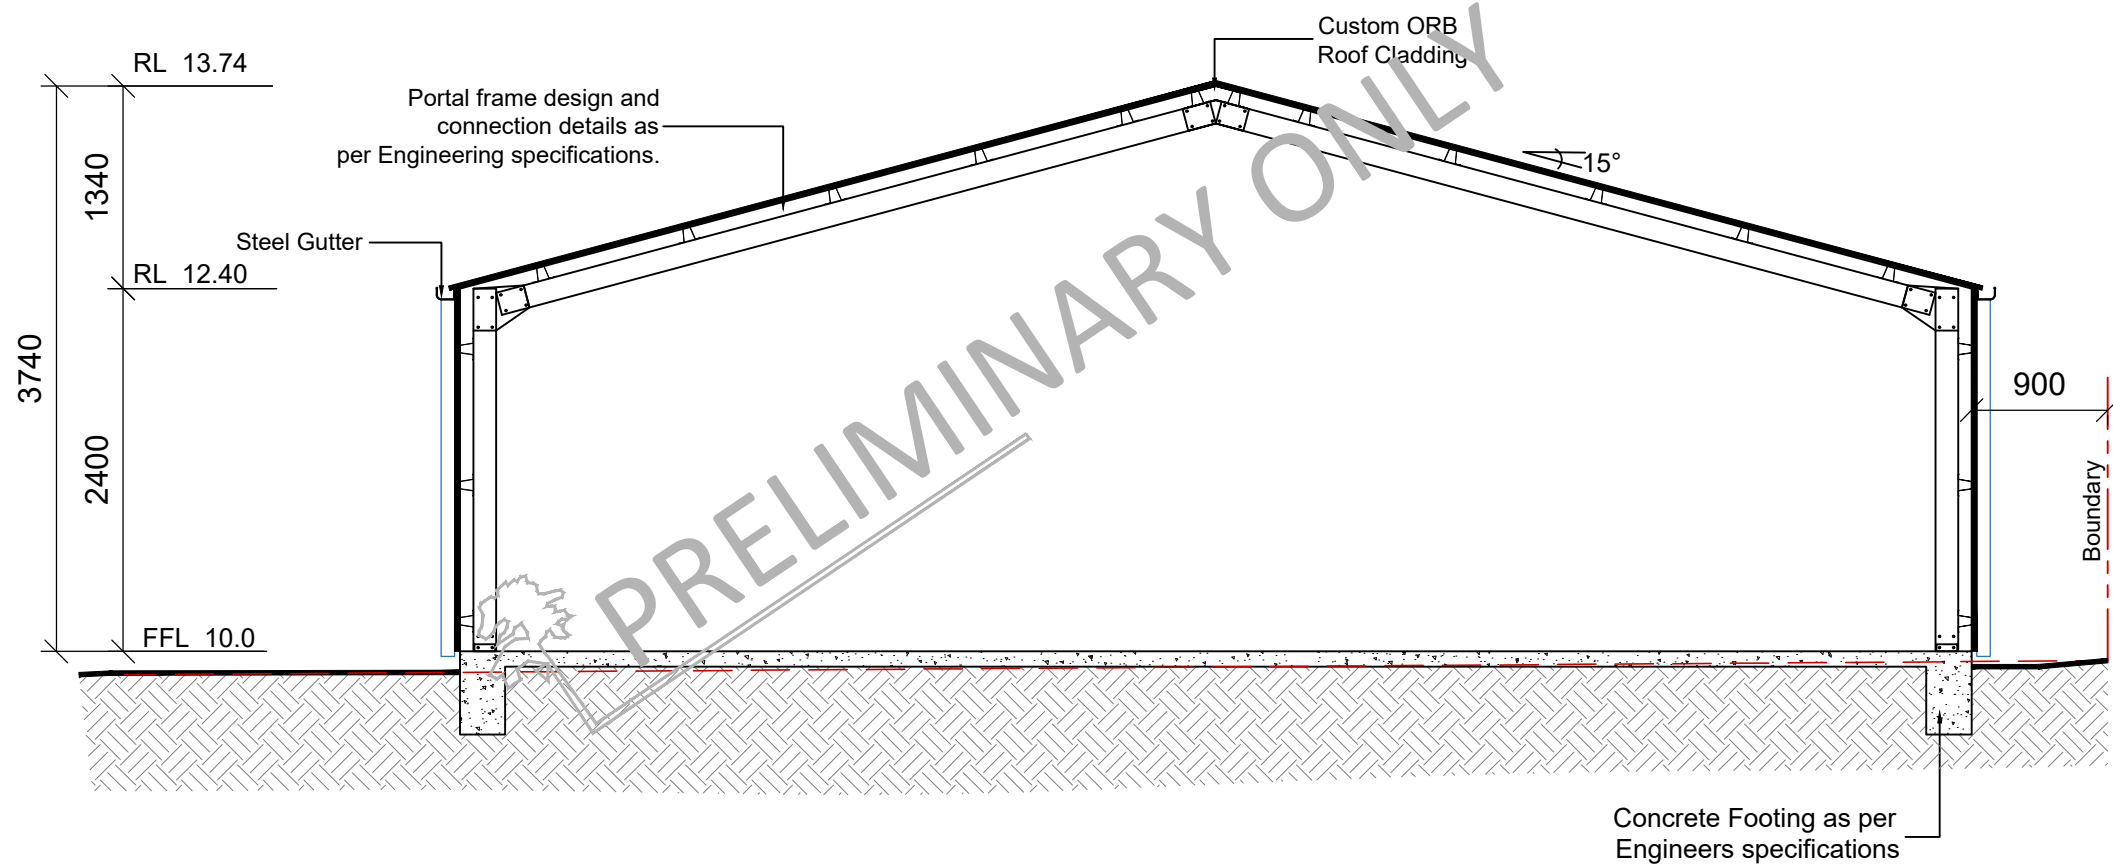 Custom ORB
Roof Cladding
RL 13.74
Portal frame design and
connection details as
per Engineering specifications.
15°
1340
Steel Gutter
RL 12.40
3740
2400
900
Boundary
PRELIMINARY ONLY
FFL 10.0
Concrete Footing as per
Engineers specifications